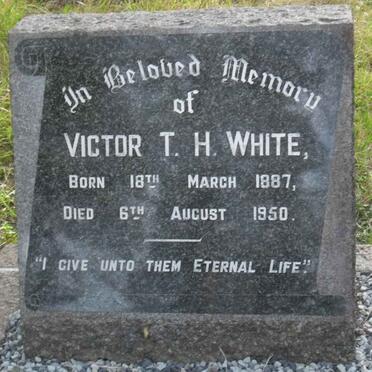 In Beloved Memory
of
VICTOR T. H. WHITE,
BORN 18TH MARCH 1887,
DIED 6TH AUGUST 1950.
"I GIVE UNTO THEM ETERNAL LIFE."